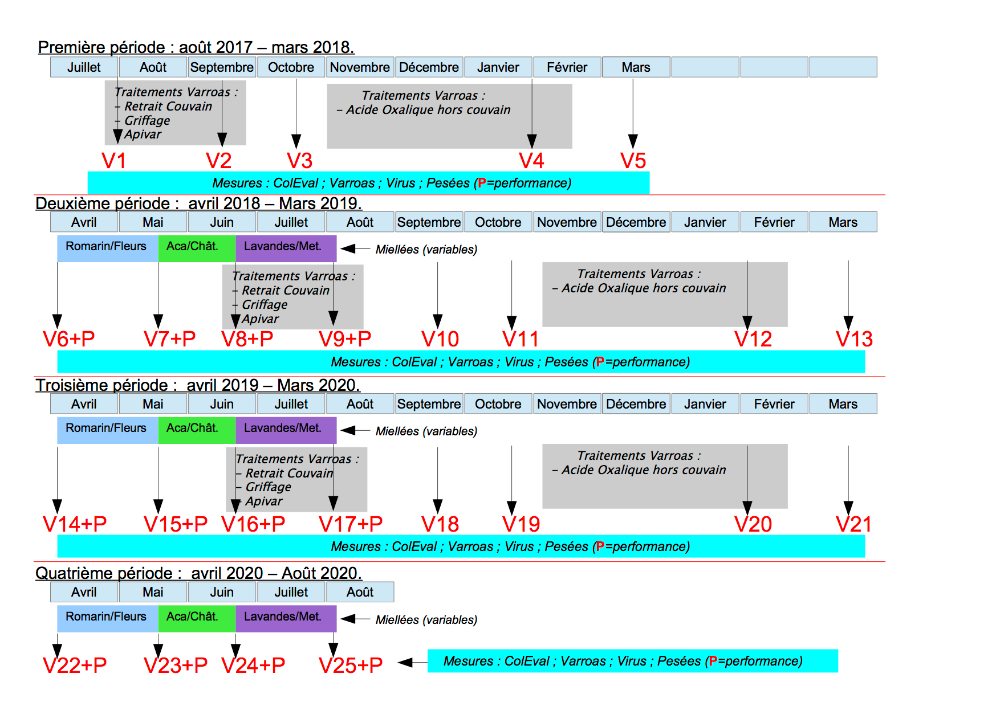 Première période : août 2017 – mars 2018.
Juillet Août Septembre Octobre Novembre Décembre Janvier Février Mars
Traitements Varroas :
– Retrait Couvain
– Griffage
Apivar
Traitements Varroas :
– Acide Oxalique hors couvain
V1 V2 V3 V4 V5
Mesures : ColEval ; Varroas ; Virus ; Pesées (P=performance)
Deuxième période : avril 2018 – Mars 2019.
Avril Mai Juin Juillet Août Septembre Octobre Novembre Décembre Janvier Février Mars
Romarin/Fleurs Aca/Chât. Lavandes/Met. Miellées (variables)
Traitements Varroas :
– Retrait Couvain
– Griffage
Apivar
Traitements Varroas :
– Acide Oxalique hors couvain
V6+P V7+P V8+P V9+P V10 V11 V12 V13
Mesures : ColEval ; Varroas ; Virus ; Pesées (P=performance)
Troisième période : avril 2019 – Mars 2020.
Avril Mai Juin Juillet Août Septembre Octobre Novembre Décembre Janvier Février Mars
Romarin/Fleurs Aca/Chât. Lavandes/Met. Miellées (variables)
Traitements Varroas :
– Retrait Couvain
– Griffage
– Apivar
Traitements Varroas :
– Acide Oxalique hors couvain
V14+P V15+P V16+P V17+P V18 V19 V20 V21
Mesures : ColEval ; Varroas ; Virus ; Pesées (P=performance)
Quatrième période : avril 2020 – Août 2020.
Avril Mai Juin Juillet Août
Romarin/Fleurs Aca/Chât. Lavandes/Met. Miellées (variables)
V22+P V23+P V24+P V25+P
Mesures : ColEval ; Varroas ; Virus ; Pesées (P=performance)